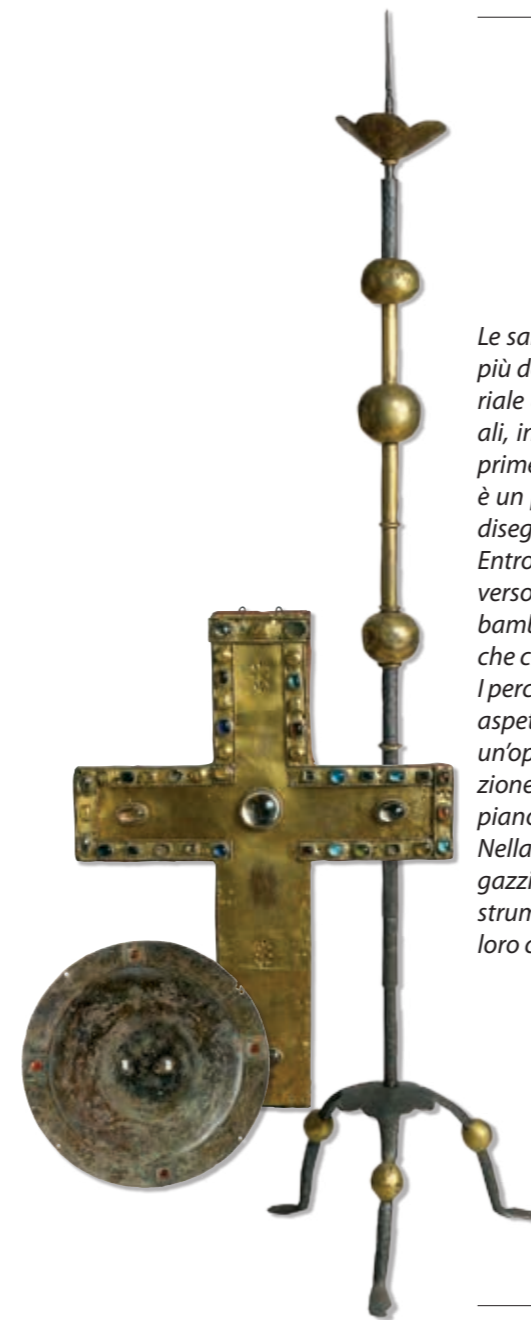 Le sa
più d
riale
ali, in
prime
è un
diseg
Entro
verso
bamb
che c
I perc
aspet
un’op
zione
piano
Nella
gazzi
strum
loro c